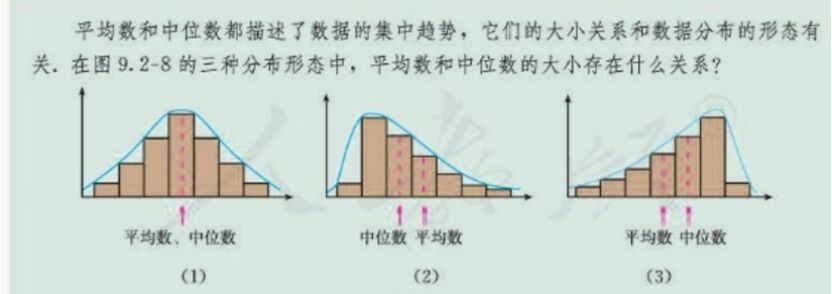 平均数和中位数都描述了数据的集中趋势，它们的大小关系和数据分布的形态有
关．在图9.2-8的三种分布形态中，平均数和中位数的大小存在什么关系？
平均数、中位数
中位数 平均数
平均数 中位数
(1)
(2)
(3)